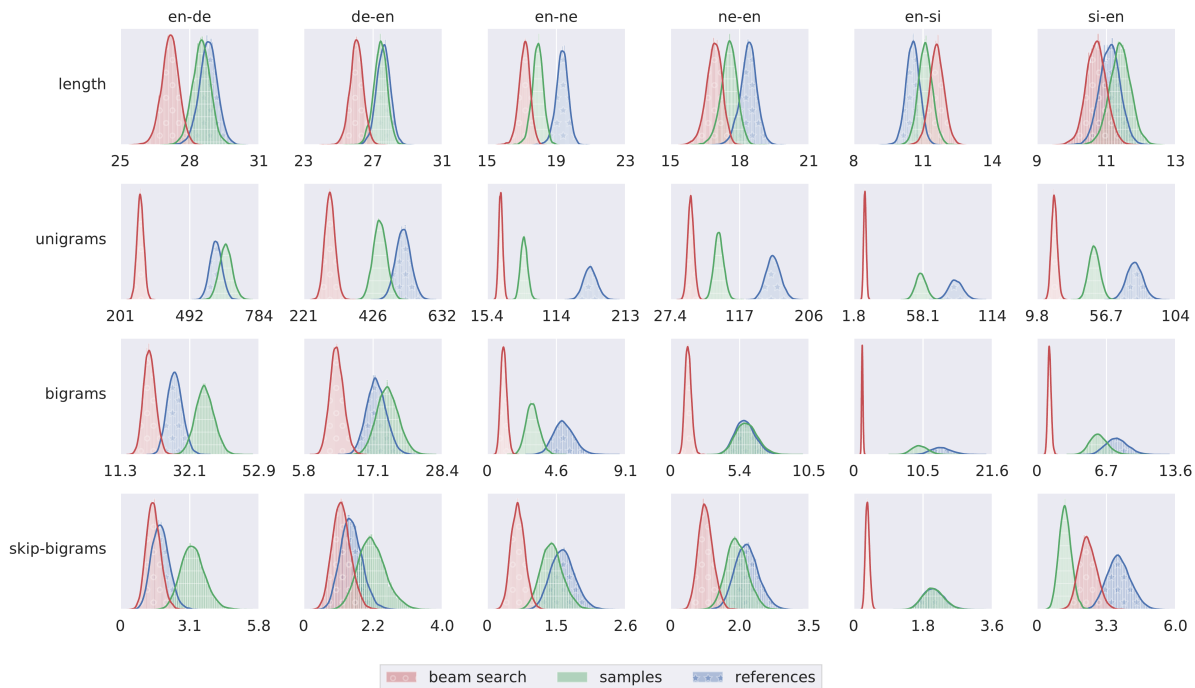 en-de de-en en-ne ne-en en-si si-en
length
25 28 31 23 27 31 15 19 23 15 18 21 8 11 14 9 11 13
unigrams
201 492 784 221 426 632 15.4 114 213 27.4 117 206 1.8 58.1 114 9.8 56.7 104
bigrams
11.3 32.1 52.9 5.8 17.1 28.4 0 4.6 9.1 0 5.4 10.5 0 10.5 21.6 0 6.7 13.6
skip-bigrams
0 3.1 5.8 0 2.2 4.0 0 1.5 2.6 0 2.0 3.5 0 1.8 3.6 0 3.3 6.0
beam search samples references